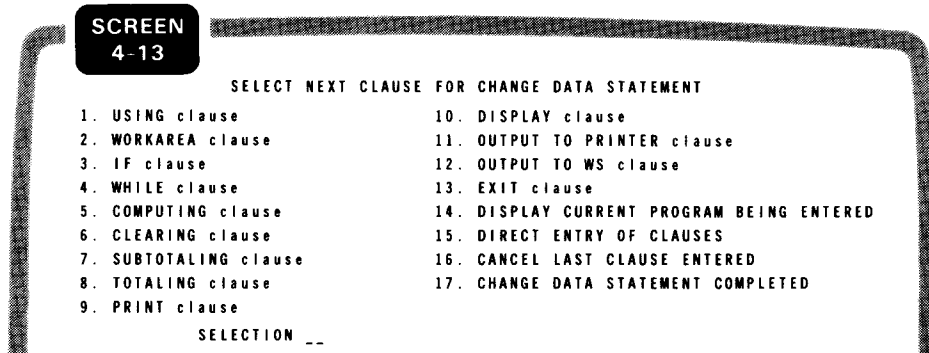 SCREEN
4-13
SELECT NEXT CLAUSE FOR CHANGE DATA STATEMENT
1. USING clause
2. WORKAREA clause
3. IF clause
4. WHILE clause
5. COMPUTING clause
6. CLEARING clause
7. SUBTOTALING clause
8. TOTALING clause
9. PRINT clause
10. DISPLAY clause
11. OUTPUT TO PRINTER clause
12. OUTPUT TO WS clause
13. EXIT clause
14. DISPLAY CURRENT PROGRAM BEING ENTERED
15. DIRECT ENTRY OF CLAUSES
16. CANCEL LAST CLAUSE ENTERED
17. CHANGE DATA STATEMENT COMPLETED
SELECTION __